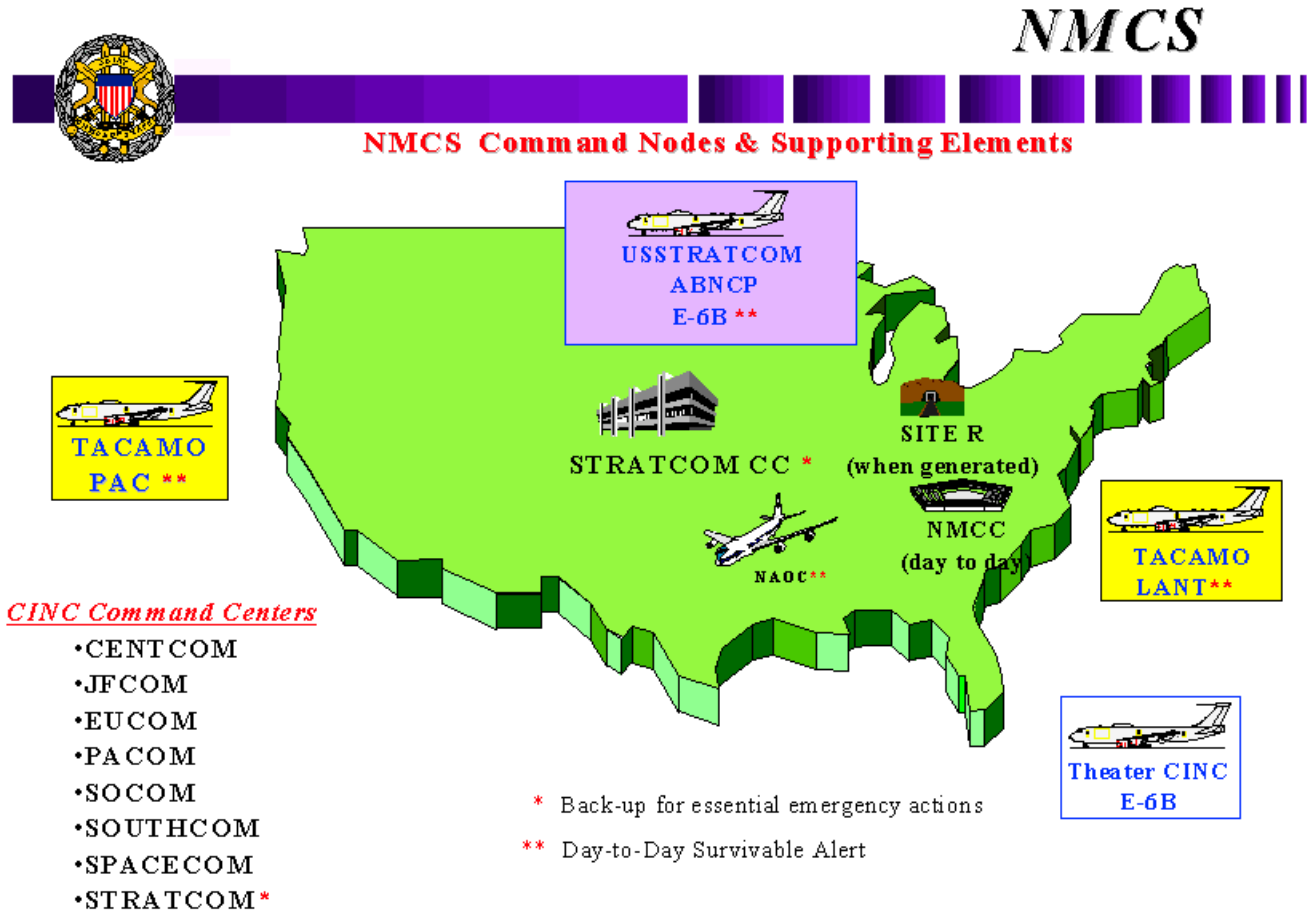 NMCS
NMCS Command Nodes & Supporting Elements
USSTRATCOM
ABNCP
E-6B **
TACAMO
PAC **
STRATCOM CC *
SITE R
(when generated)
NMCC
(day to day)
NAOC**
TACAMO
LANT**
CINC Command Centers
•CENTCOM
•JFCOM
•EUCOM
•PACOM
•SOCOM
•SOUTHCOM
•SPACECOM
•STRATCOM*
Theater CINC
E-6B
* Back-up for essential emergency actions
** Day-to-Day Survivable Alert